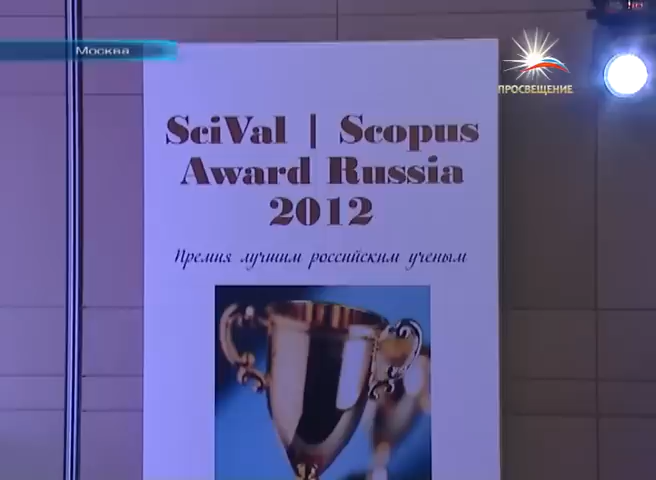 Москва
ПРОСВЕЩЕНИЕ
SciVal | Scopus
Award Russia
2012
Премия лучшим российским ученым